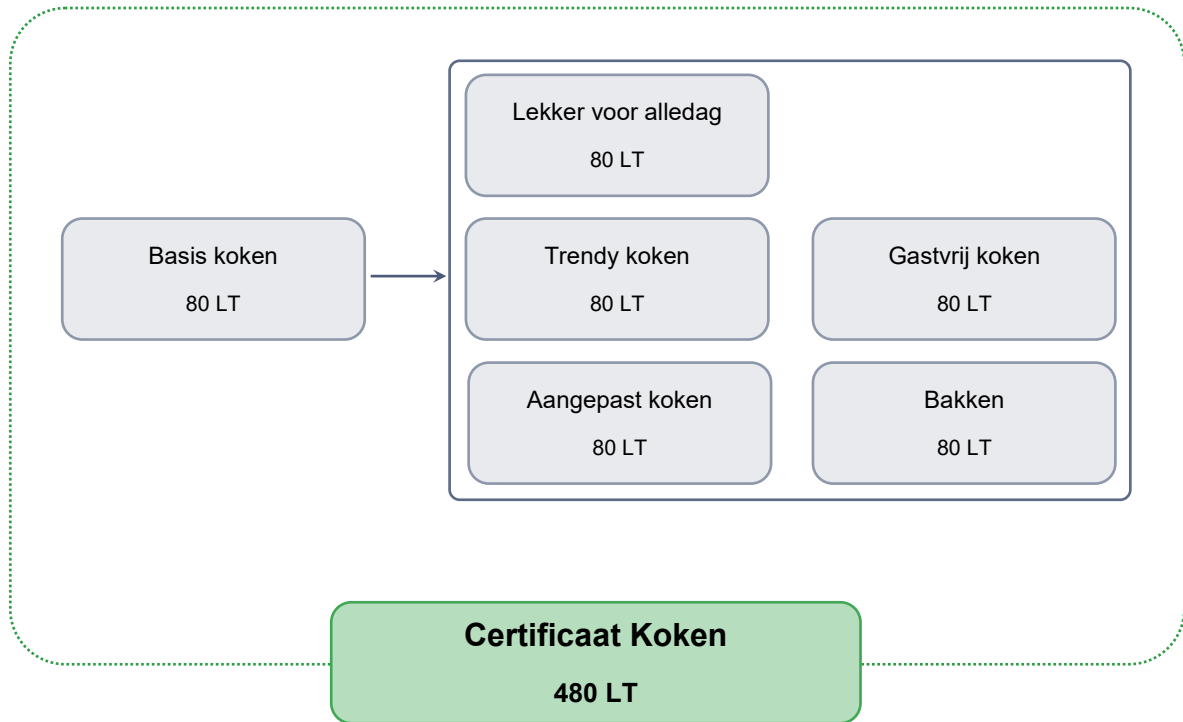 Lekker voor alledag
80 LT
Basis koken
80 LT
Trendy koken
80 LT
Gastvrij koken
80 LT
Aangepast koken
80 LT
Bakken
80 LT
Certificaat Koken
480 LT